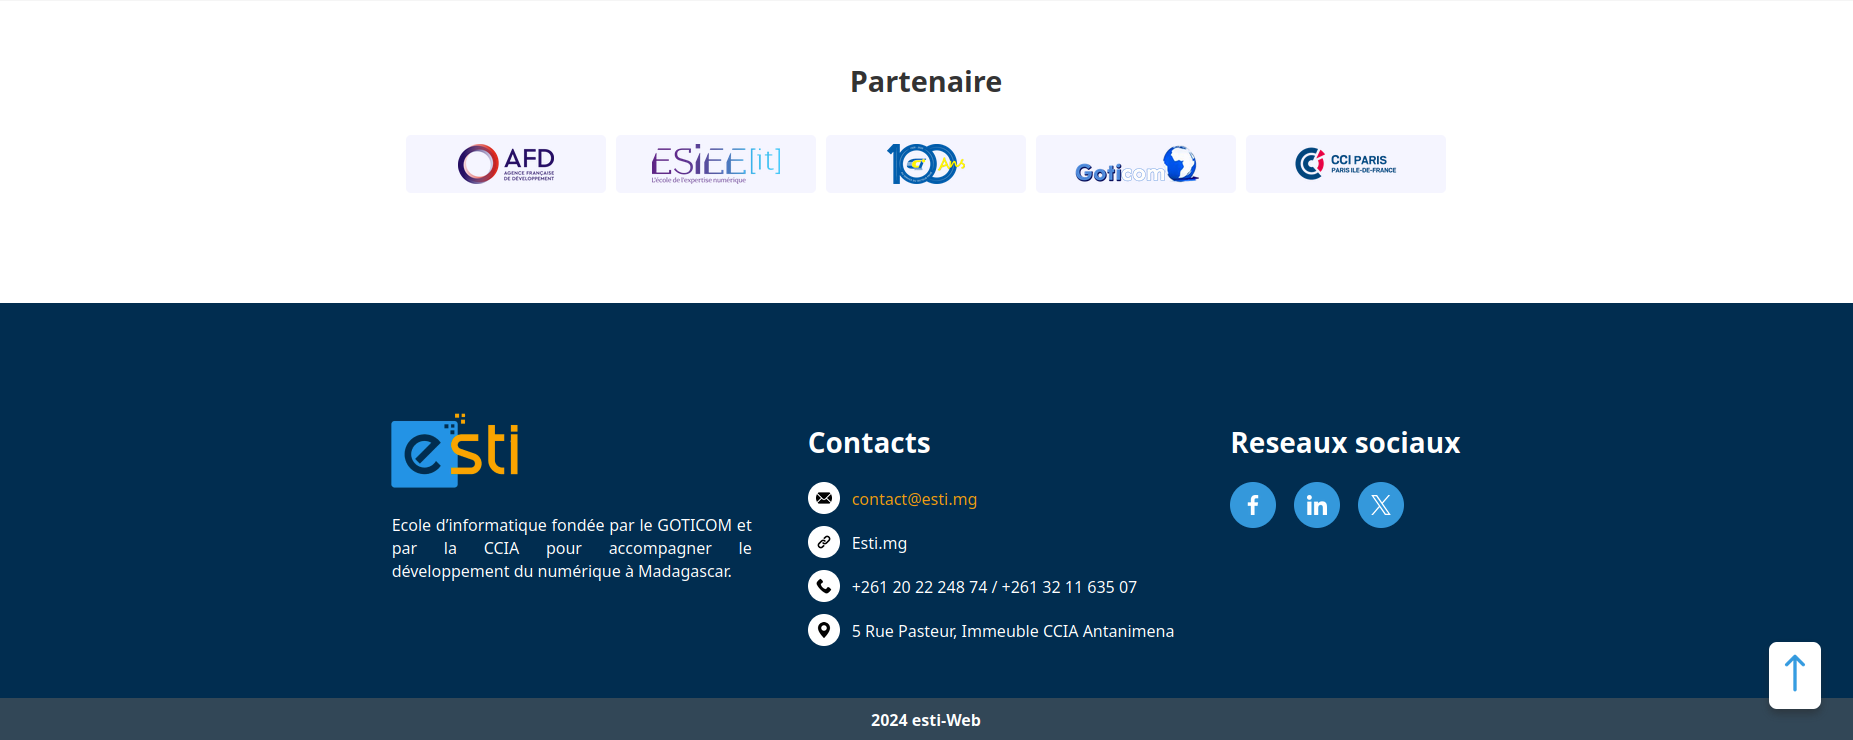 Partenaire
AFD
AGENCE FRANÇAISE
DE DÉVELOPPEMENT
ESIEE[it]
L'école de l'expertise numérique
100 Ans
Goticom
CCI PARIS
PARIS ILE-DE-FRANCE
esti
Ecole d’informatique fondée par le GOTICOM et
par la CCIA pour accompagner le
développement du numérique à Madagascar.
Contacts
contact@esti.mg
Esti.mg
+261 20 22 248 74 / +261 32 11 635 07
5 Rue Pasteur, Immeuble CCIA Antanimena
Reseaux sociaux
2024 esti-Web